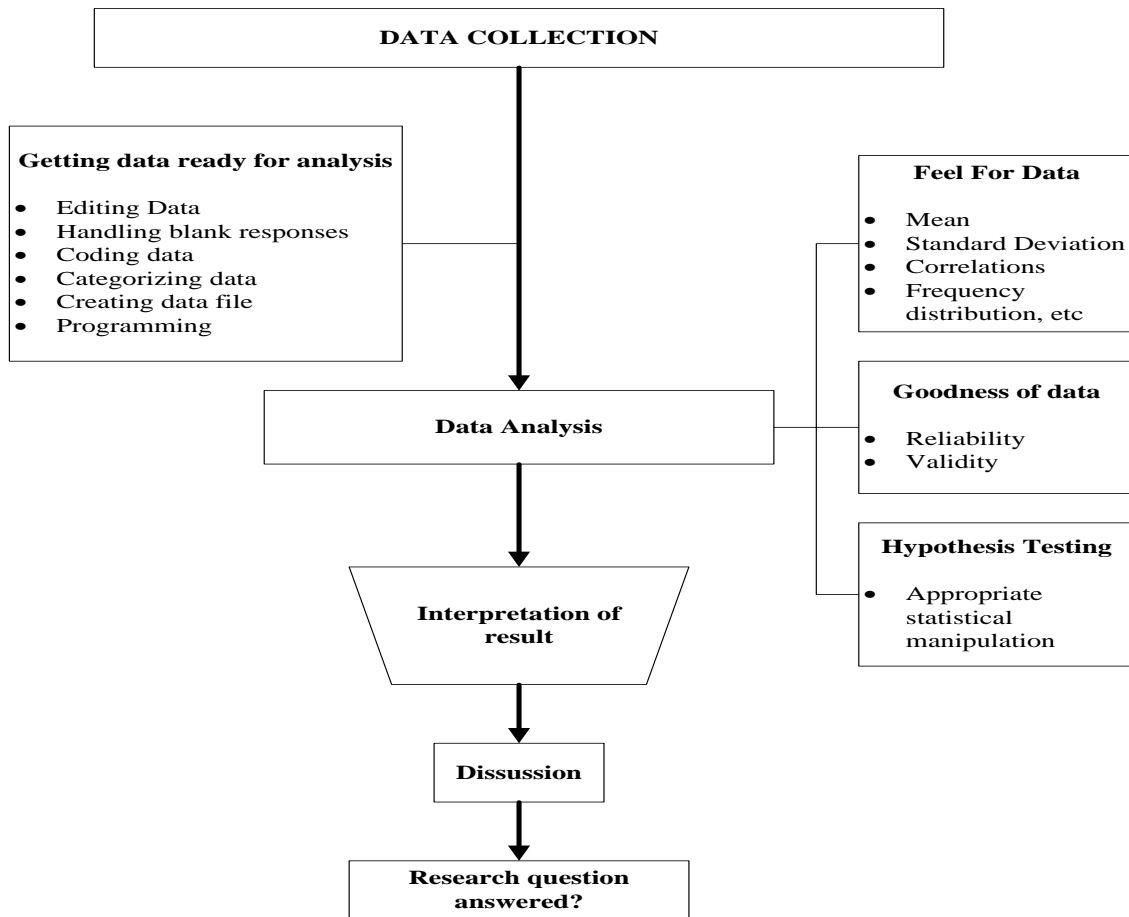 DATA COLLECTION
Getting data ready for analysis
• Editing Data
• Handling blank responses
• Coding data
• Categorizing data
• Creating data file
• Programming
Feel For Data
• Mean
• Standard Deviation
• Correlations
• Frequency
distribution, etc
Data Analysis
Goodness of data
• Reliability
• Validity
Hypothesis Testing
• Appropriate
statistical
manipulation
Interpretation of
result
Dissussion
Research question
answered?